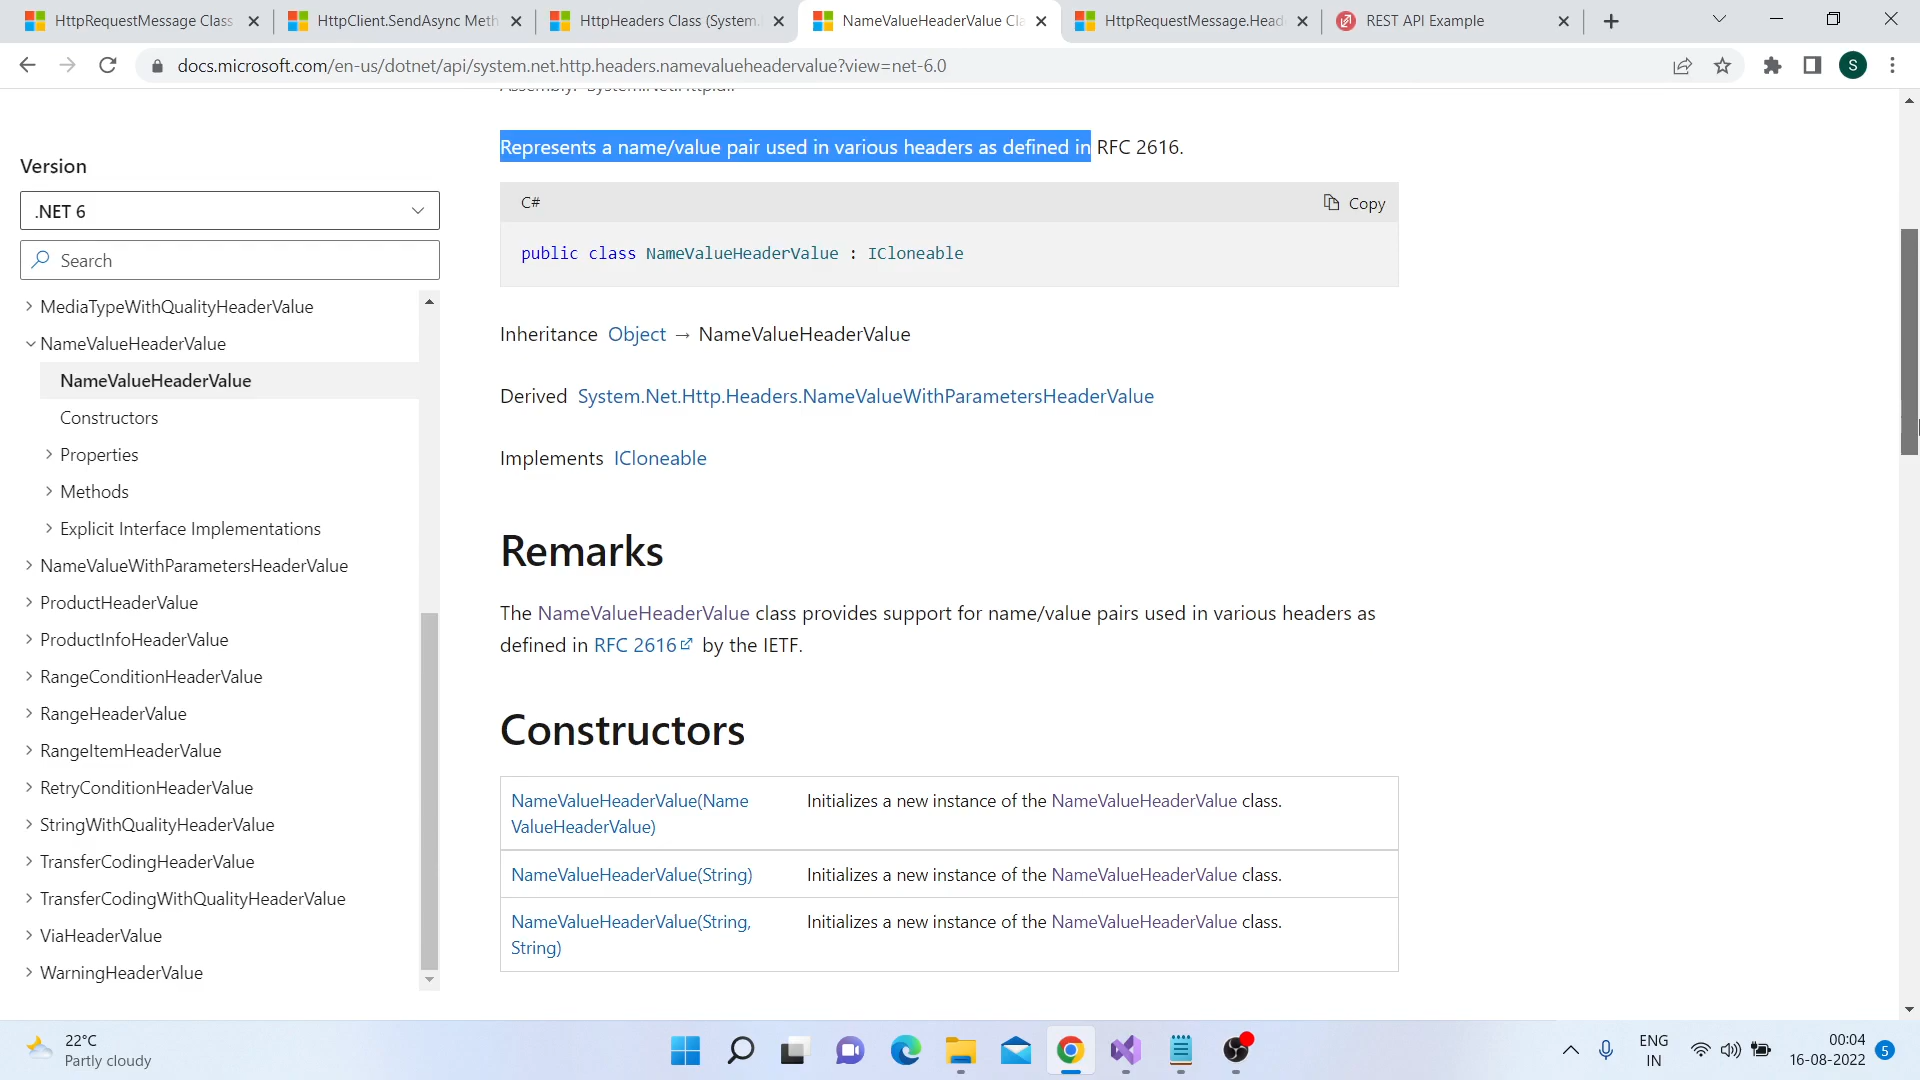 HttpRequestMessage Class
HttpClient.SendAsync Meth
HttpHeaders Class (System.
NameValueHeaderValue Cla
HttpRequestMessage.Head
REST API Example
docs.microsoft.com/en-us/dotnet/api/system.net.http.headers.namevalueheadervalue?view=net-6.0
S
Assembly: System.Net.Http.dll
Represents a name/value pair used in various headers as defined in RFC 2616.
Version
.NET 6
Search
MediaTypeWithQualityHeaderValue
NameValueHeaderValue
NameValueHeaderValue
Constructors
Properties
Methods
Explicit Interface Implementations
NameValueWithParametersHeaderValue
ProductHeaderValue
ProductInfoHeaderValue
RangeConditionHeaderValue
RangeHeaderValue
RangeItemHeaderValue
RetryConditionHeaderValue
StringWithQualityHeaderValue
TransferCodingHeaderValue
TransferCodingWithQualityHeaderValue
ViaHeaderValue
WarningHeaderValue
C#
Copy
public class NameValueHeaderValue : ICloneable
Inheritance Object → NameValueHeaderValue
Derived System.Net.Http.Headers.NameValueWithParametersHeaderValue
Implements ICloneable
Remarks
The NameValueHeaderValue class provides support for name/value pairs used in various headers as
defined in RFC 2616 by the IETF.
Constructors
NameValueHeaderValue(Name
ValueHeaderValue)
Initializes a new instance of the NameValueHeaderValue class.
NameValueHeaderValue(String)
Initializes a new instance of the NameValueHeaderValue class.
NameValueHeaderValue(String,
String)
Initializes a new instance of the NameValueHeaderValue class.
22°C
Partly cloudy
ENG
IN
00:04
16-08-2022
5